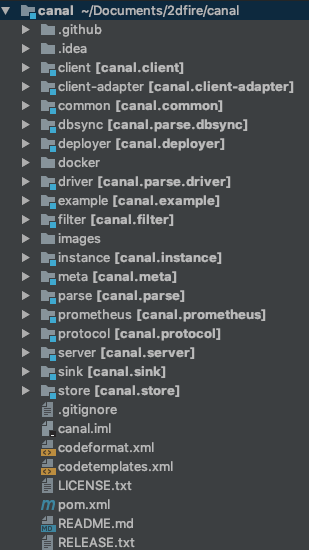 canal ~/Documents/2dfire/canal
.github
.idea
client [canal.client]
client-adapter [canal.client-adapter]
common [canal.common]
dbsync [canal.parse.dbsync]
deployer [canal.deployer]
docker
driver [canal.parse.driver]
example [canal.example]
filter [canal.filter]
images
instance [canal.instance]
meta [canal.meta]
parse [canal.parse]
prometheus [canal.prometheus]
protocol [canal.protocol]
server [canal.server]
sink [canal.sink]
store [canal.store]
.gitignore
canal.iml
codeformat.xml
codetemplates.xml
LICENSE.txt
m pom.xml
MD README.md
RELEASE.txt